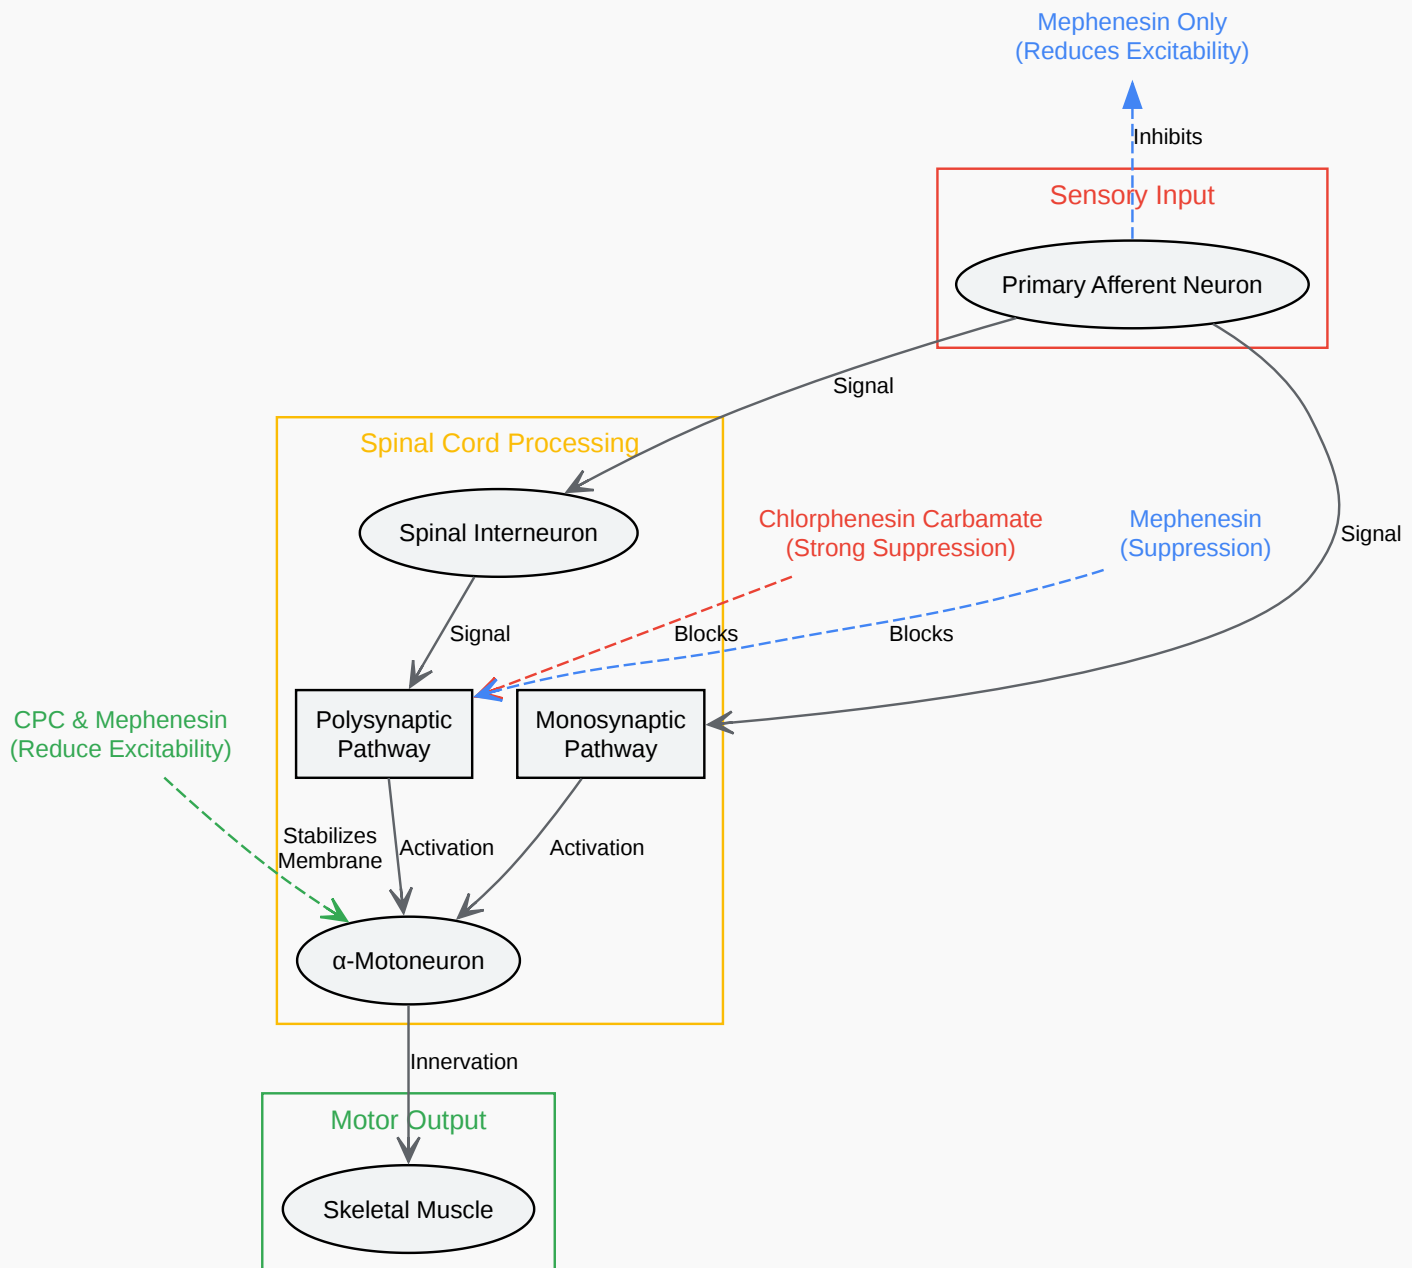 Mephenesin Only
(Reduces Excitability)
Inhibits
Sensory Input
Primary Afferent Neuron
Signal
Spinal Cord Processing
Spinal Interneuron
Chlorphenesin Carbamate
(Strong Suppression)
Mephenesin
(Suppression)
Signal
Signal
Blocks
Blocks
CPC & Mephenesin
(Reduce Excitability)
Polysynaptic
Pathway
Monosynaptic
Pathway
Stabilizes
Membrane
Activation
Activation
α-Motoneuron
Innervation
Motor Output
Skeletal Muscle